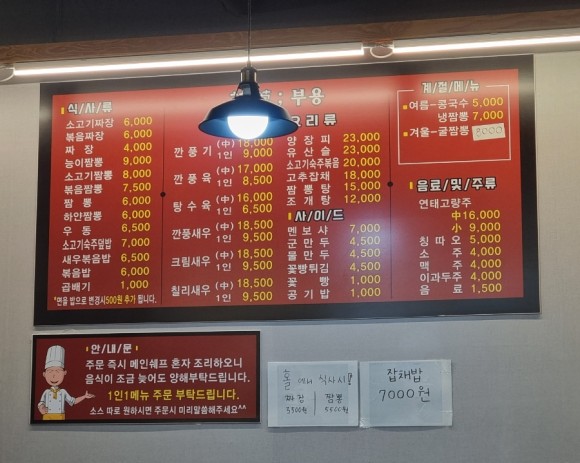 : 부용
식/사/류
소고기짜장 6,000
볶음짜장 6,000
짜 장 4,000
능이짬뽕 9,000
소고기짬뽕 8,000
볶음짬뽕 7,500
짬 뽕 6,000
하얀짬뽕 6,000
우 동 6,500
소고기숙주덮밥 7,000
새우볶음밥 6,500
볶음밥 6,000
곱배기 1,000
*면을 밥으로 변경시 500원 추가 됩니다.
요 리 류
깐 풍 기 (中) 18,000
1인 9,000
깐 풍 육 (中) 17,000
1인 8,500
탕 수 육 (中) 16,000
1인 6,500
깐풍새우 (中) 18,500
1인 9,500
크림새우 (中) 18,500
1인 9,500
칠리새우 (中) 18,500
1인 9,500
양 장 피 23,000
유 산 슬 23,000
소고기숙주볶음 20,000
고추잡채 18,000
짬 뽕 탕 15,000
조 개 탕 12,000
사/이/드
멘 보 샤 7,000
군 만 두 4,500
물 만 두 4,500
꽃빵튀김 4,500
꽃 빵 1,000
공 기 밥 1,000
계/절/메/뉴
여름-콩국수 5,000
냉짬뽕 7,000
겨울-굴짬뽕 8000
음료/및/주류
연태고량주
中 16,000
小 9,000
칭 따 오 5,000
소 주 4,000
맥 주 4,000
이과두주 4,000
음 료 1,500
안/내/문
주문 즉시 메인쉐프 혼자 조리하오니
음식이 조금 늦어도 양해부탁드립니다.
1인1메뉴 주문 부탁드립니다.
소스 따로 원하시면 주문시 미리말씀해주세요^^
홀에서 식사시!
짜장 | 짬뽕
3500원 | 5500원
잡채밥
7000원